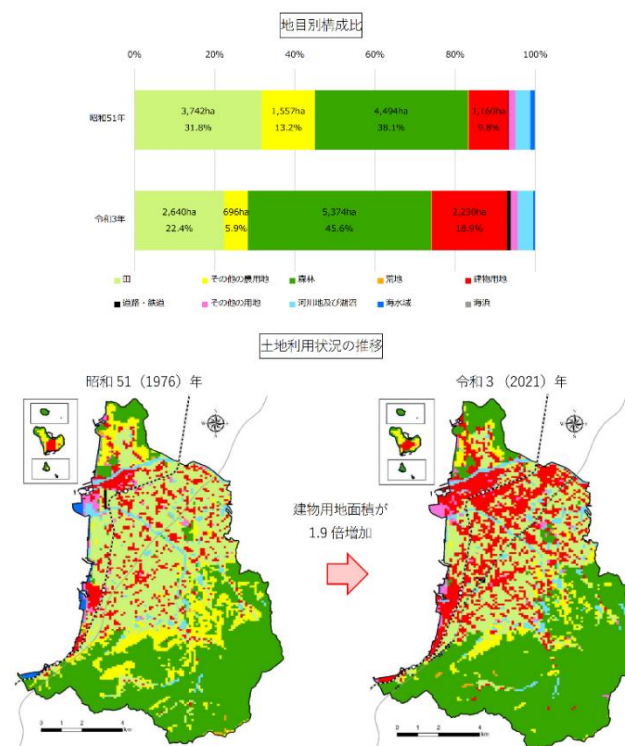 地目別構成比
0% 20% 40% 60% 80% 100%
昭和51年
3,742ha 1,557ha 4,494ha 1,160ha
31.8% 13.2% 38.1% 9.8%
令和3年
2,640ha 696ha 5,374ha 2,230ha
22.4% 5.9% 45.6% 18.9%
田 その他の農用地 森林 荒地 建物用地
道路・鉄道 その他の用地 河川地及び湖沼 海水域 海浜
土地利用状況の推移
昭和 51（1976）年
令和 3（2021）年
建物用地面積が
1.9 倍増加
0 1 2 4
km
0 1 2 4
km